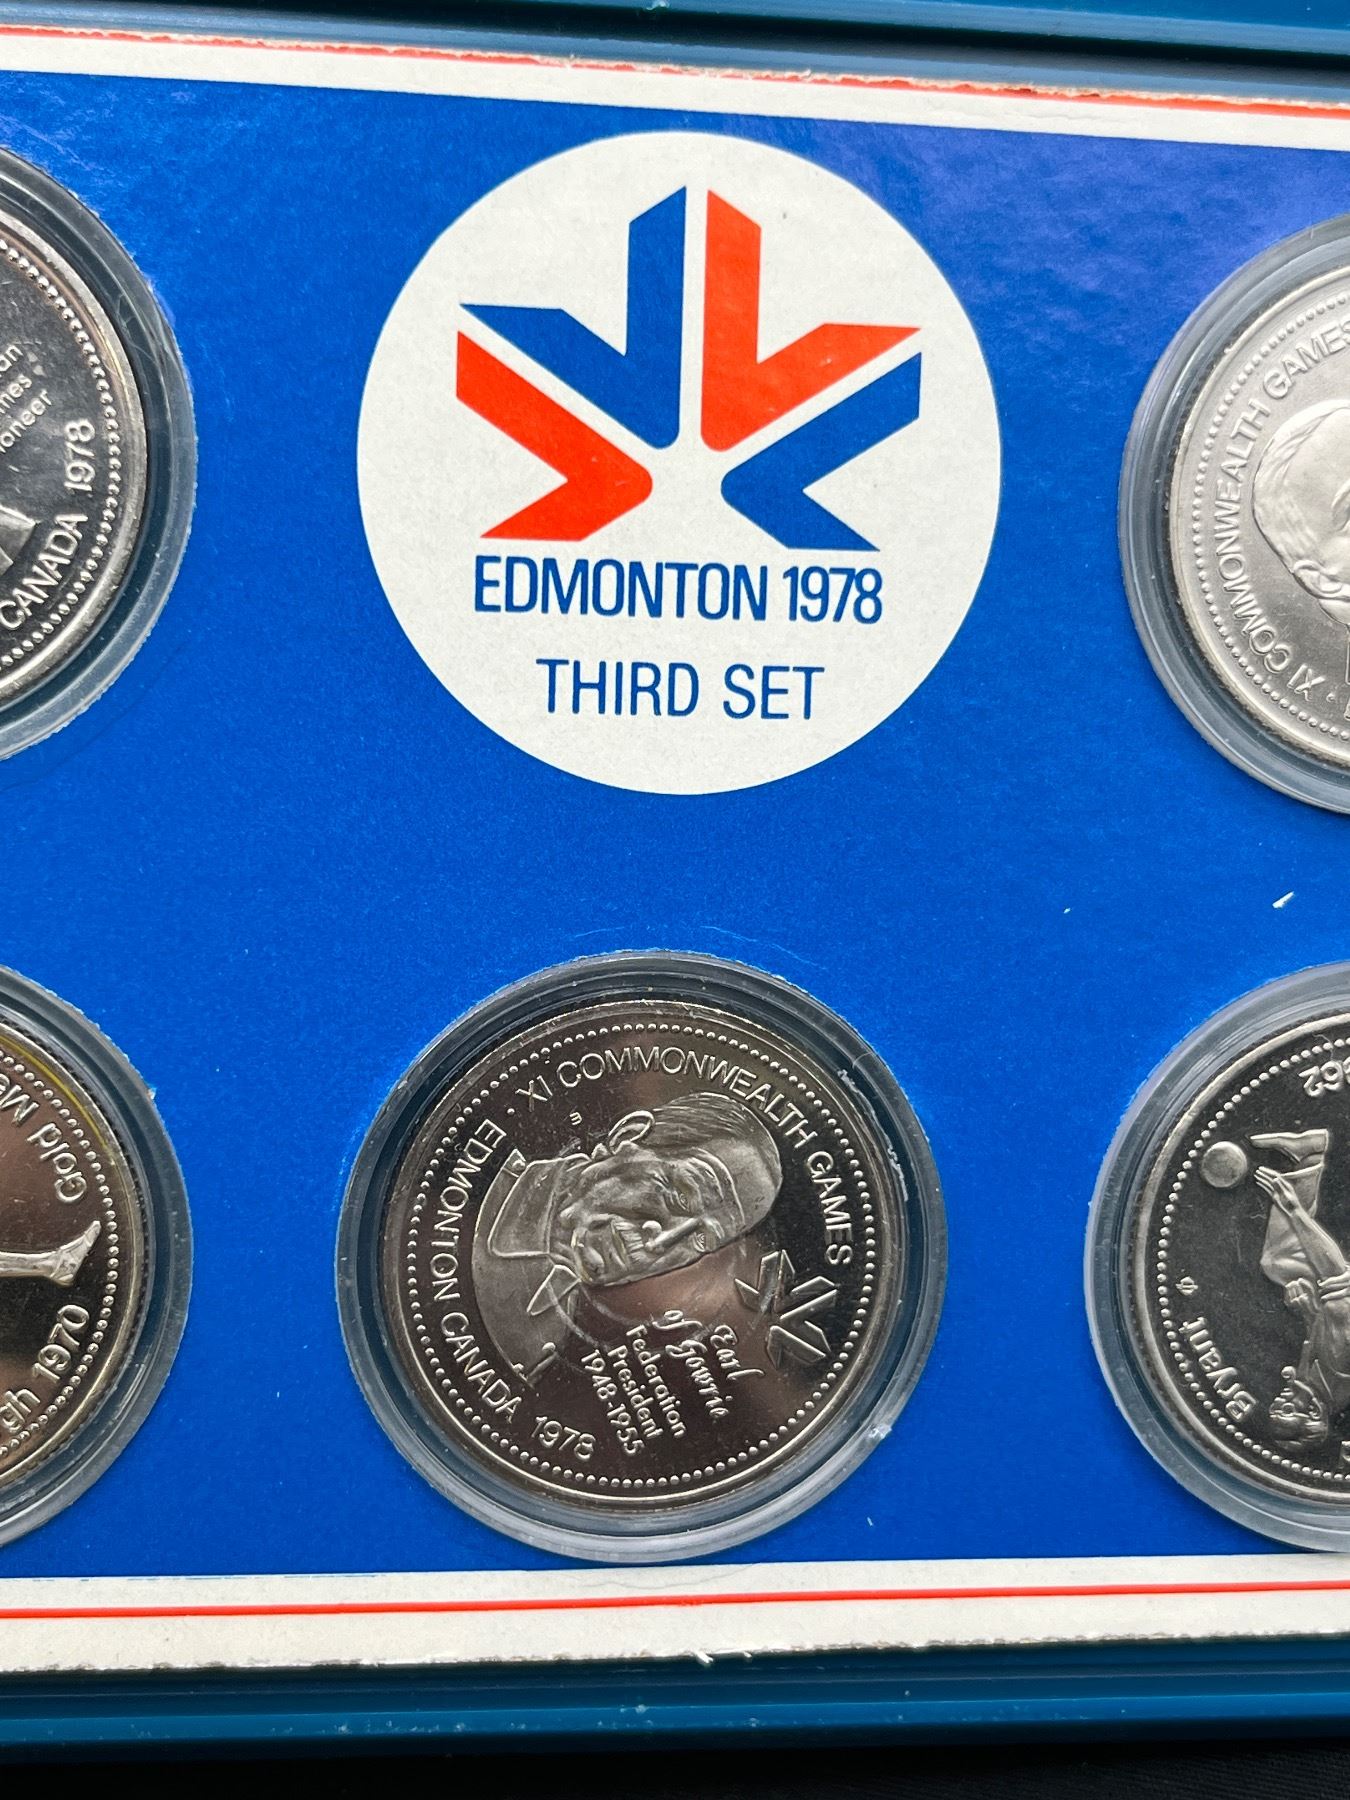 EDMONTON 1978
THIRD SET
CANADA 1978
XI COMMONWEALTH GAMES
Gold
1970
XI COMMONWEALTH GAMES
EDMONTON CANADA 1978
Earl
of Gowrie
Federation
President
1948-1955
Bryant